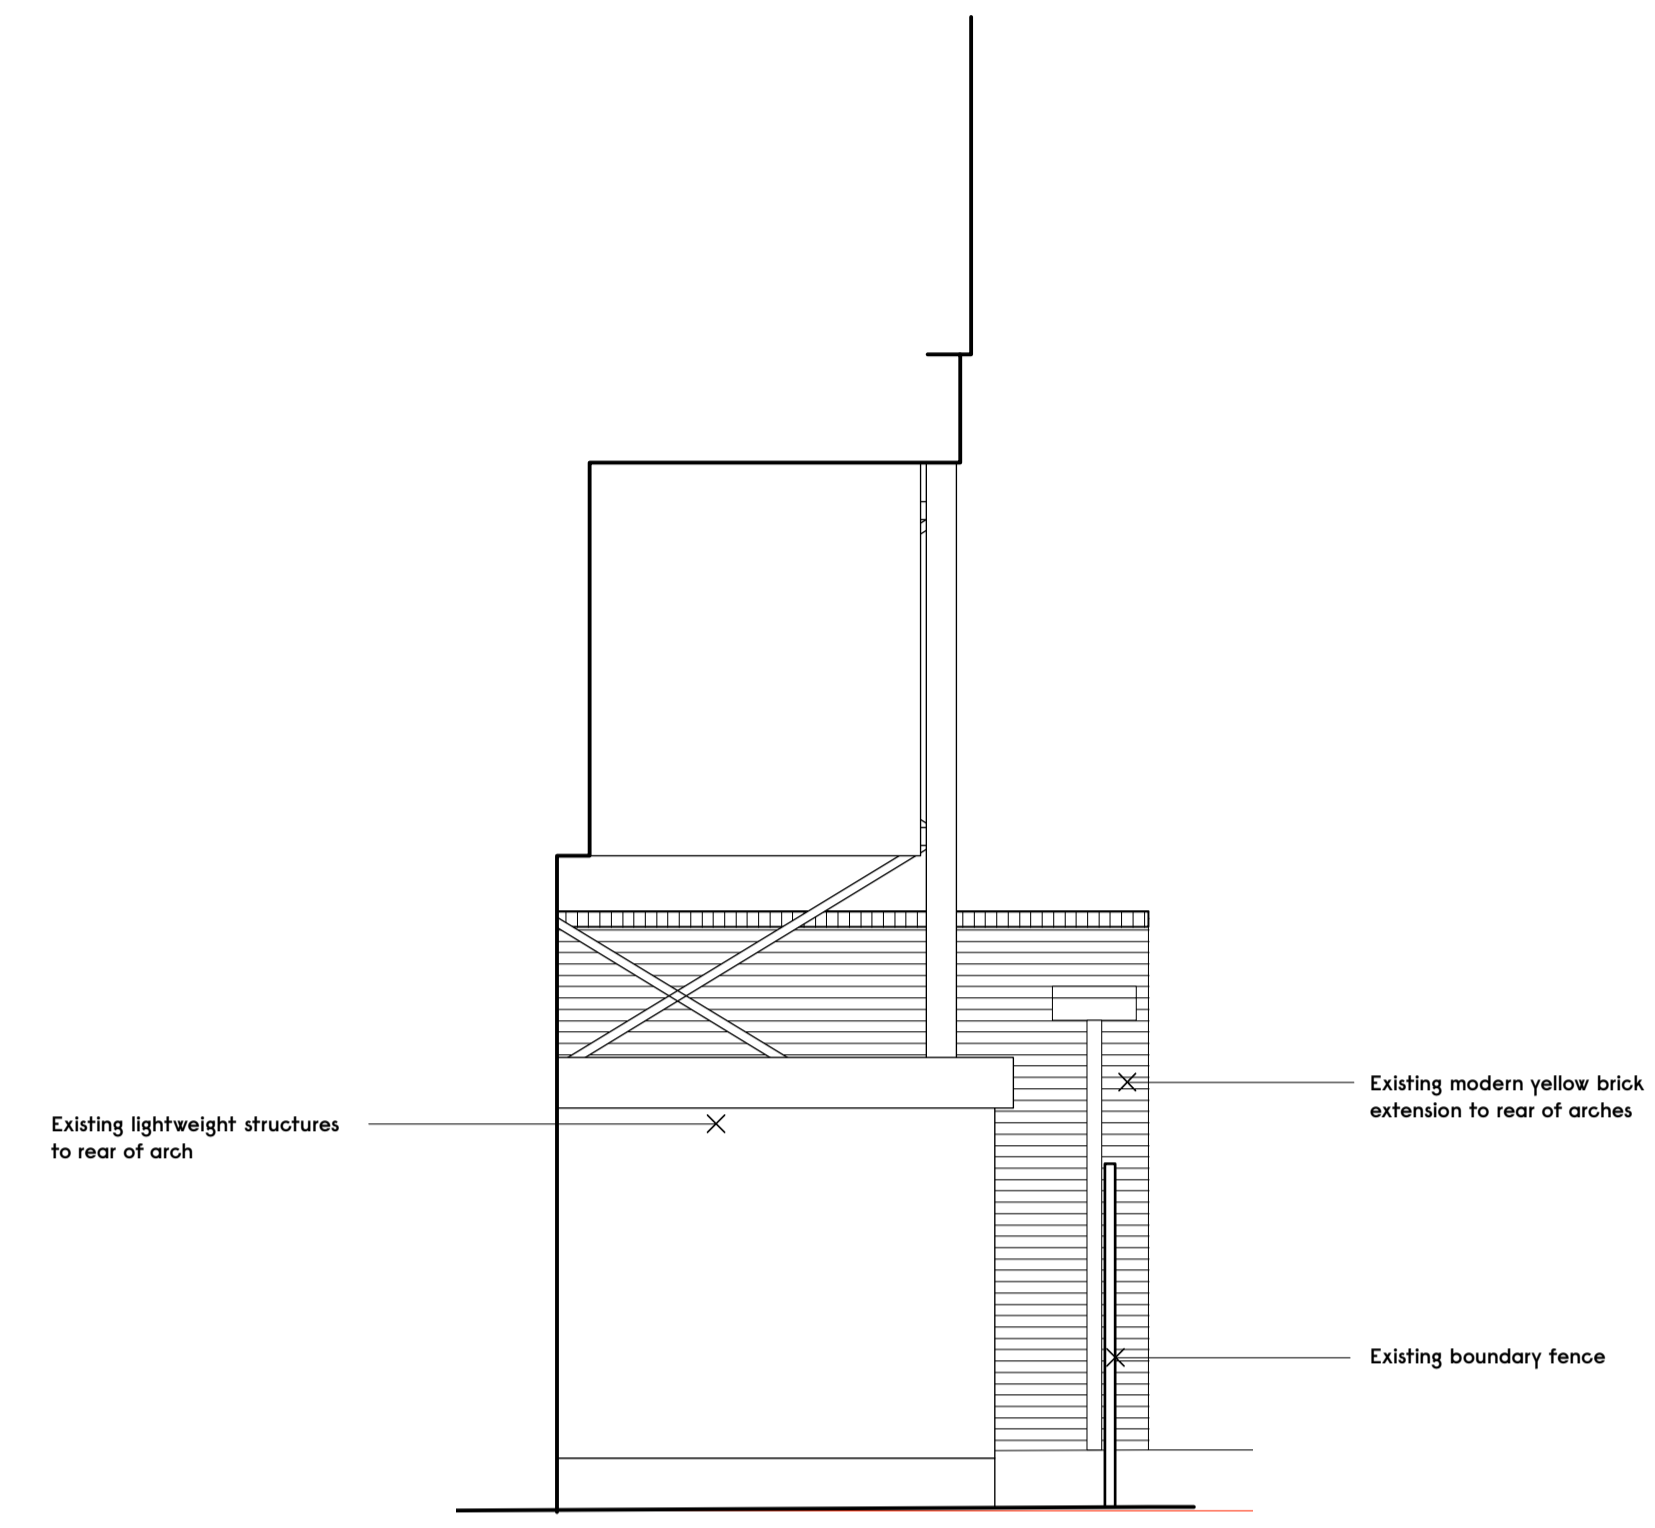 Existing modern yellow brick
extension to rear of arches
Existing lightweight structures
to rear of arch
Existing boundary fence